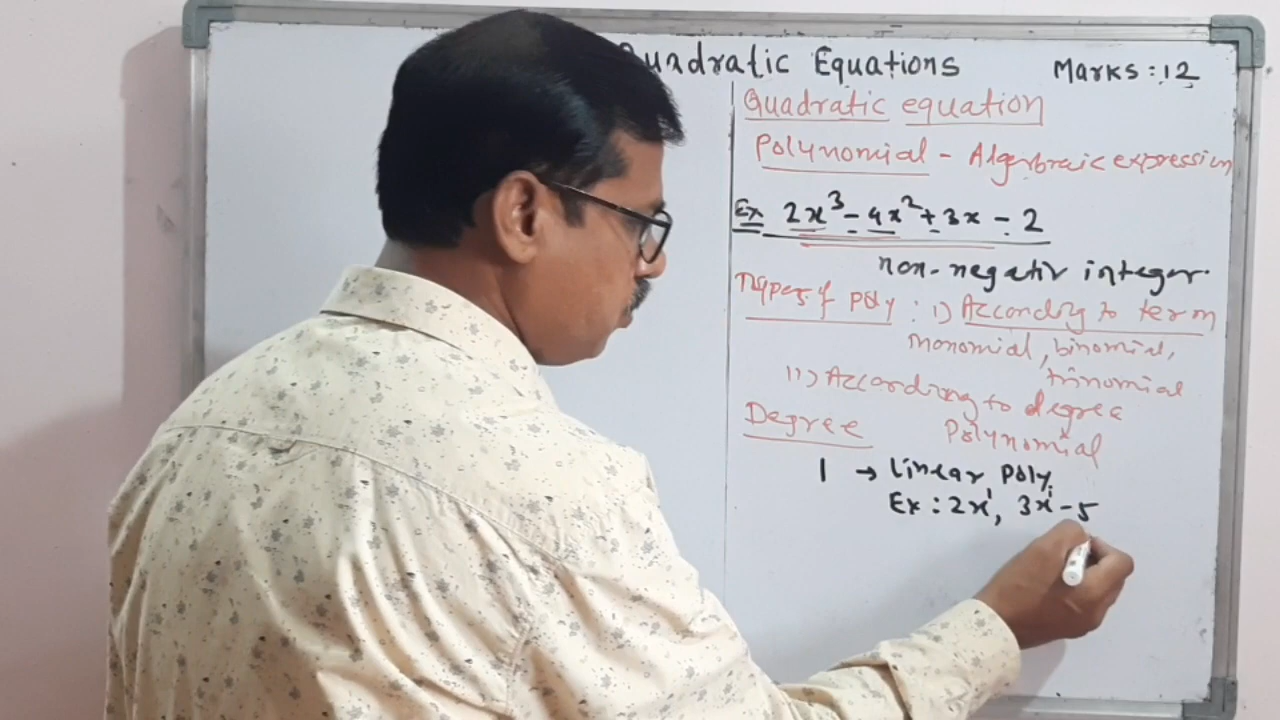 Quadratic Equations Marks : 12
Quadratic equation
Polynomial - Algebraic expression
Ex 2x³ - 4x² + 3x - 2
non-negativ integer.
Types of poly : i) According to term
monomial, binomial,
trinomial
ii) According to degree
Degree Polynomial
1 → Linear poly.
Ex : 2x¹, 3x¹ - 5